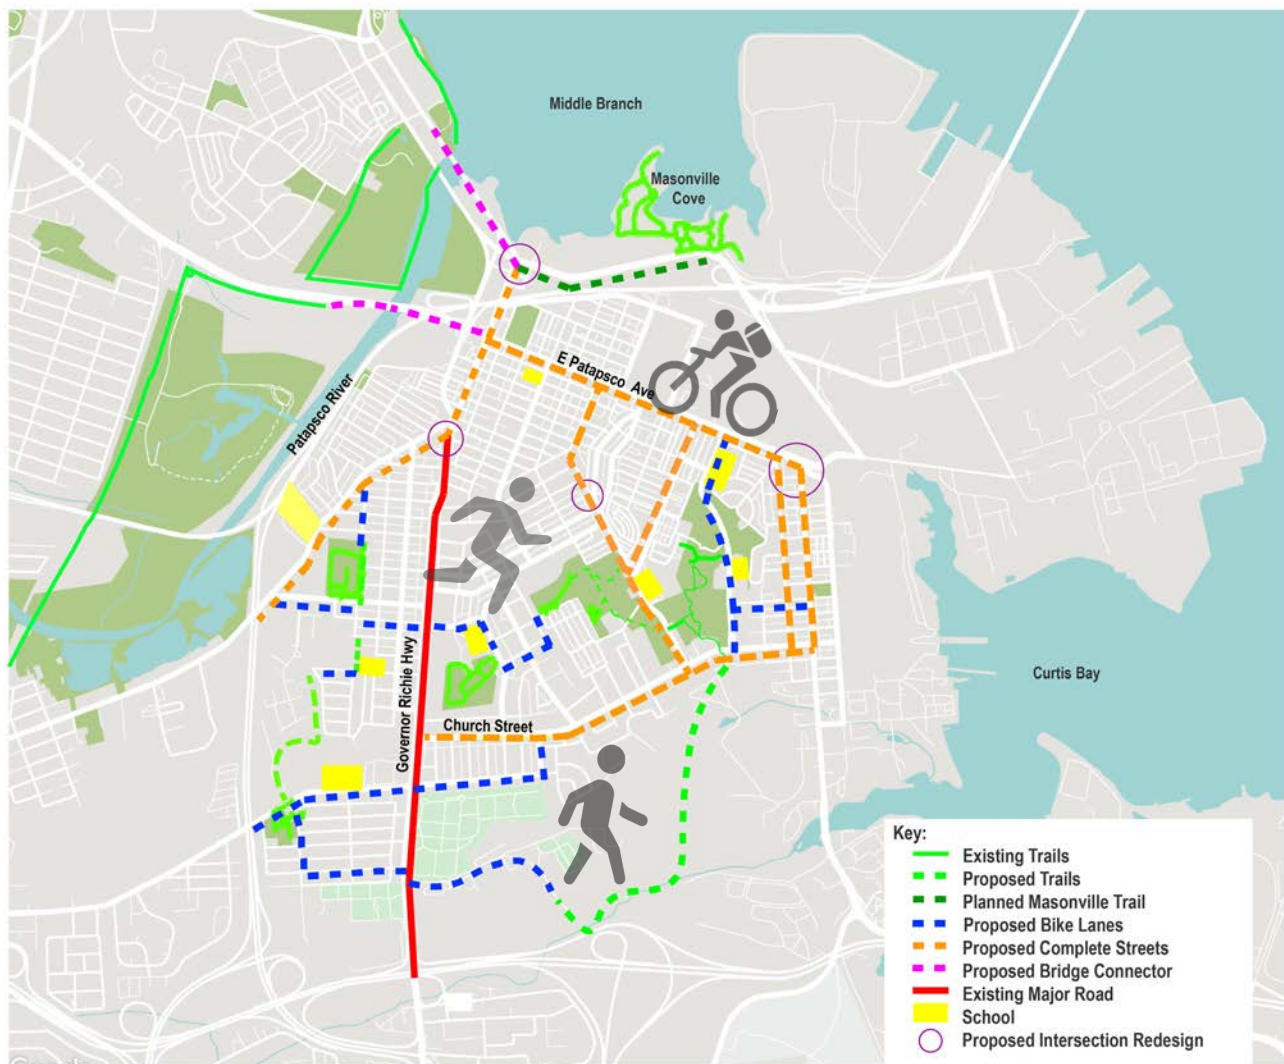 Middle Branch
Masonville
Cove
E Patapsco Ave
Patapsco River
Governor Richie Hwy
Church Street
Curtis Bay
Key:
Existing Trails
Proposed Trails
Planned Masonville Trail
Proposed Bike Lanes
Proposed Complete Streets
Proposed Bridge Connector
Existing Major Road
School
Proposed Intersection Redesign